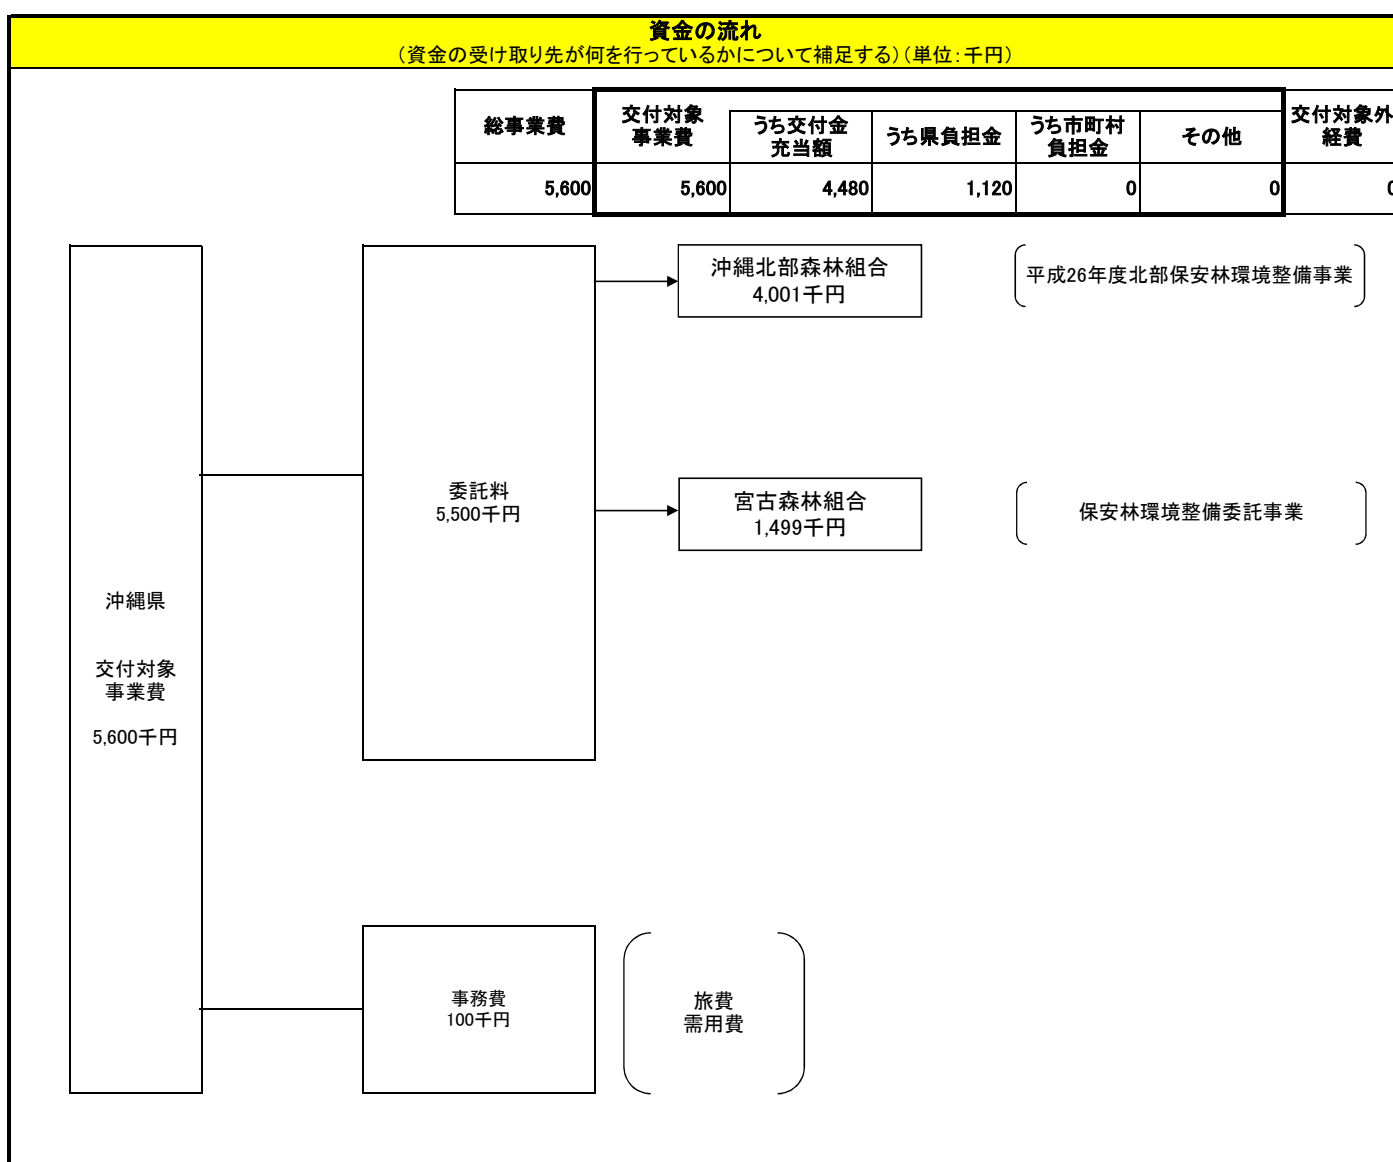 資金の流れ
（資金の受け取り先が何を行っているかについて補足する）（単位：千円）
総事業費
交付対象
事業費
うち交付金
充当額
うち県負担金
うち市町村
負担金
その他
交付対象外
経費
5,600
5,600
4,480
1,120
0
0
0
沖縄北部森林組合
4,001千円
平成26年度北部保安林環境整備事業
委託料
5,500千円
宮古森林組合
1,499千円
保安林環境整備委託事業
沖縄県
交付対象
事業費
5,600千円
事務費
100千円
旅費
需用費